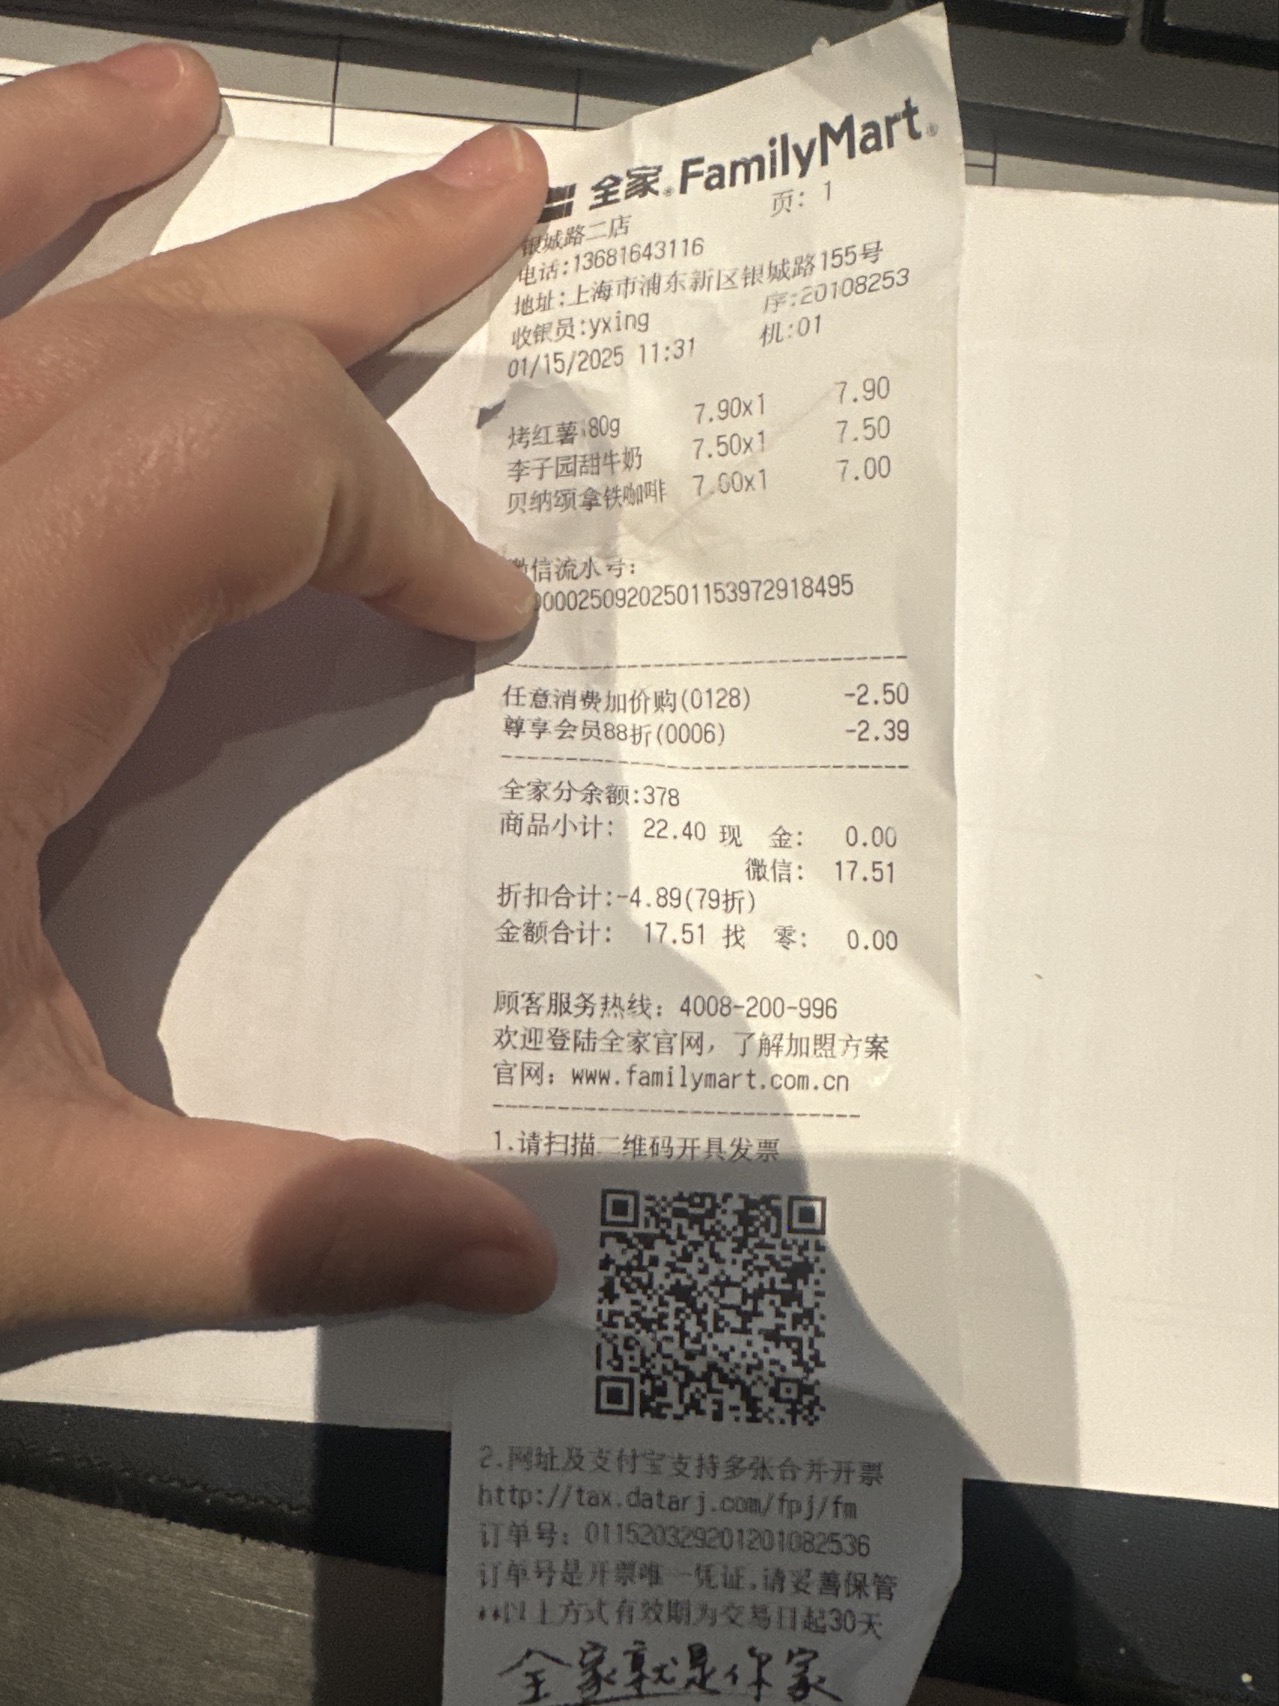 全家®FamilyMart®
页: 1
银城路二店
电话:13681643116
地址:上海市浦东新区银城路155号
收银员:yxing 序:20108253
01/15/2025 11:31 机:01
烤红薯180g 7.90x1 7.90
李子园甜牛奶 7.50x1 7.50
贝纳颂拿铁咖啡 7.00x1 7.00
微信流水号:
00002509202501153972918495
任意消费加价购(0128) -2.50
尊享会员88折(0006) -2.39
全家分余额:378
商品小计: 22.40 现 金: 0.00
微信: 17.51
折扣合计:-4.89(79折)
金额合计: 17.51 找 零: 0.00
顾客服务热线: 4008-200-996
欢迎登陆全家官网, 了解加盟方案
官网: www.familymart.com.cn
1.请扫描二维码开具发票
2.网址及支付宝支持多张合并开票
http://tax.datarj.com/fpj/fm
订单号: 011520329201201082536
订单号是开票唯一凭证,请妥善保管
**以上方式有效期为交易日起30天
全家就是你家